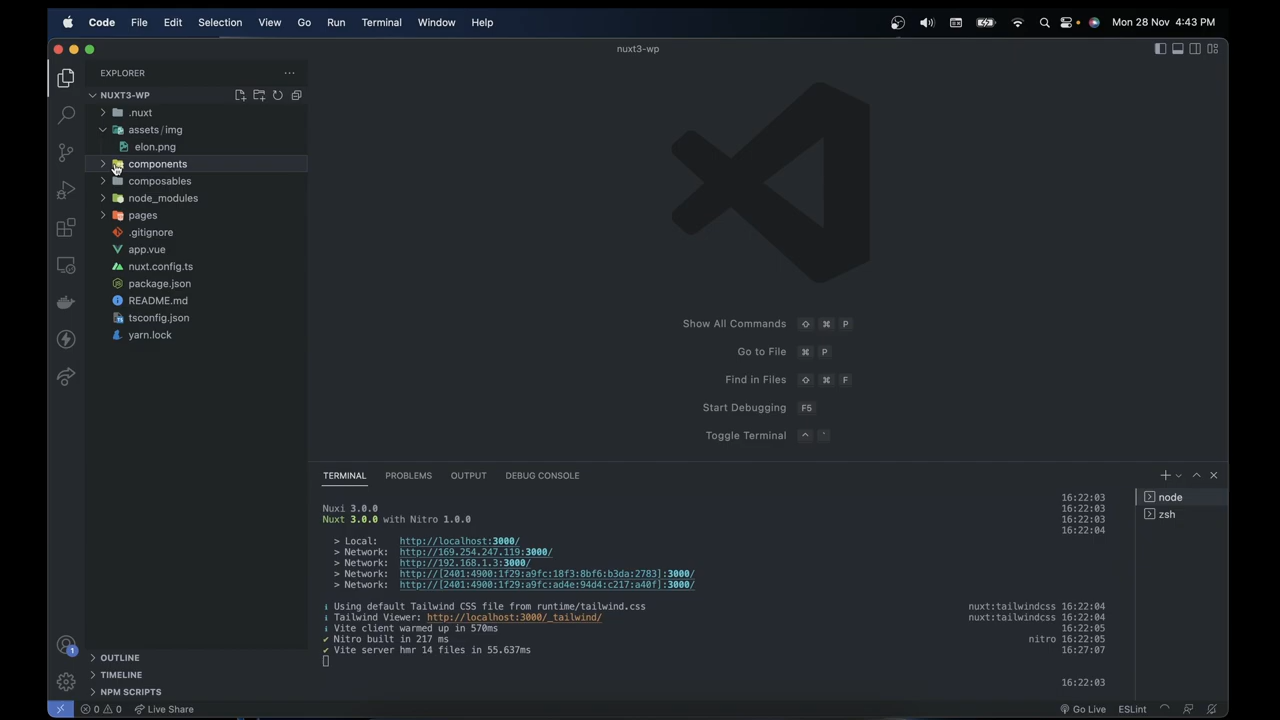 Code File Edit Selection View Go Run Terminal Window Help Mon 28 Nov 4:43 PM
nuxt3-wp
EXPLORER
NUXT3-WP
.nuxt
assets / img
elon.png
components
composables
node_modules
pages
.gitignore
app.vue
nuxt.config.ts
package.json
README.md
tsconfig.json
yarn.lock
OUTLINE
TIMELINE
NPM SCRIPTS
Show All Commands ⇧ ⌘ P
Go to File ⌘ P
Find in Files ⇧ ⌘ F
Start Debugging F5
Toggle Terminal ^ `
TERMINAL PROBLEMS OUTPUT DEBUG CONSOLE
16:22:03
Nuxi 3.0.0 16:22:03
Nuxt 3.0.0 with Nitro 1.0.0 16:22:03
16:22:04
> Local: http://localhost:3000/
> Network: http://169.254.247.119:3000/
> Network: http://192.168.1.3:3000/
> Network: http://[2401:4900:1f29:a9fc:18f3:8bf6:b3da:2783]:3000/
> Network: http://[2401:4900:1f29:a9fc:ad4e:94d4:c217:a40f]:3000/
ℹ Using default Tailwind CSS file from runtime/tailwind.css nuxt:tailwindcss 16:22:04
ℹ Tailwind Viewer: http://localhost:3000/_tailwind/ nuxt:tailwindcss 16:22:04
ℹ Vite client warmed up in 570ms 16:22:05
✔ Nitro built in 217 ms nitro 16:22:05
✔ Vite server hmr 14 files in 55.637ms 16:27:07
16:22:03
node
zsh
1
0 0 Live Share Go Live ESLint